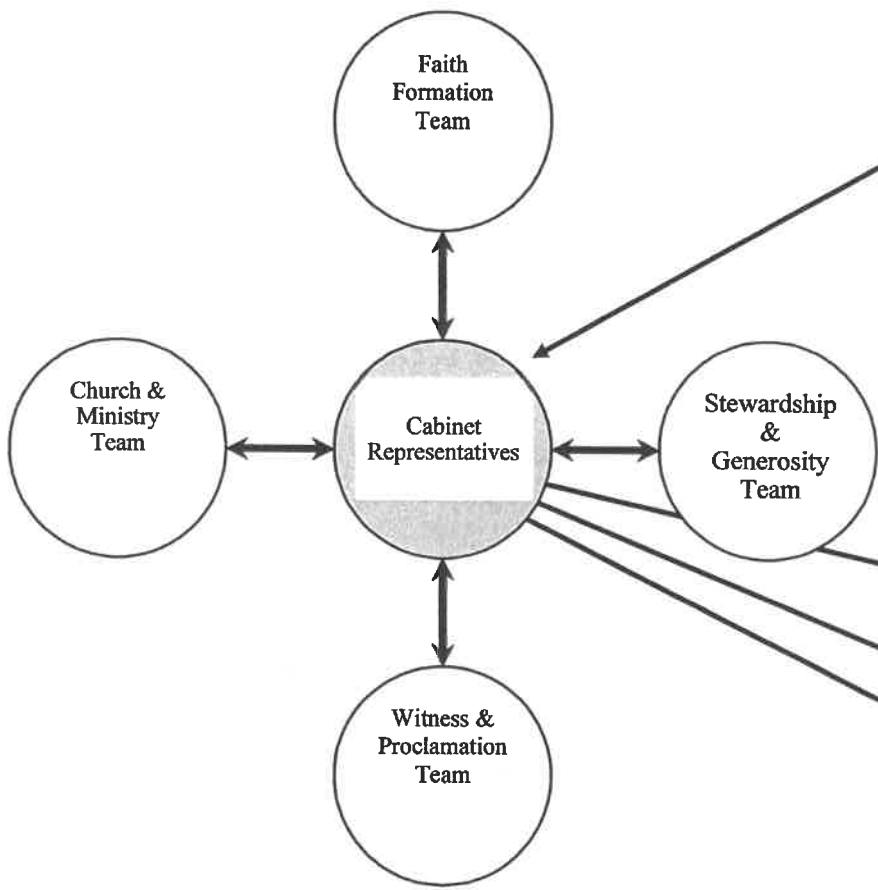 Faith
Formation
Team
Church &
Ministry
Team
Cabinet
Representatives
Stewardship
&
Generosity
Team
Witness &
Proclamation
Team